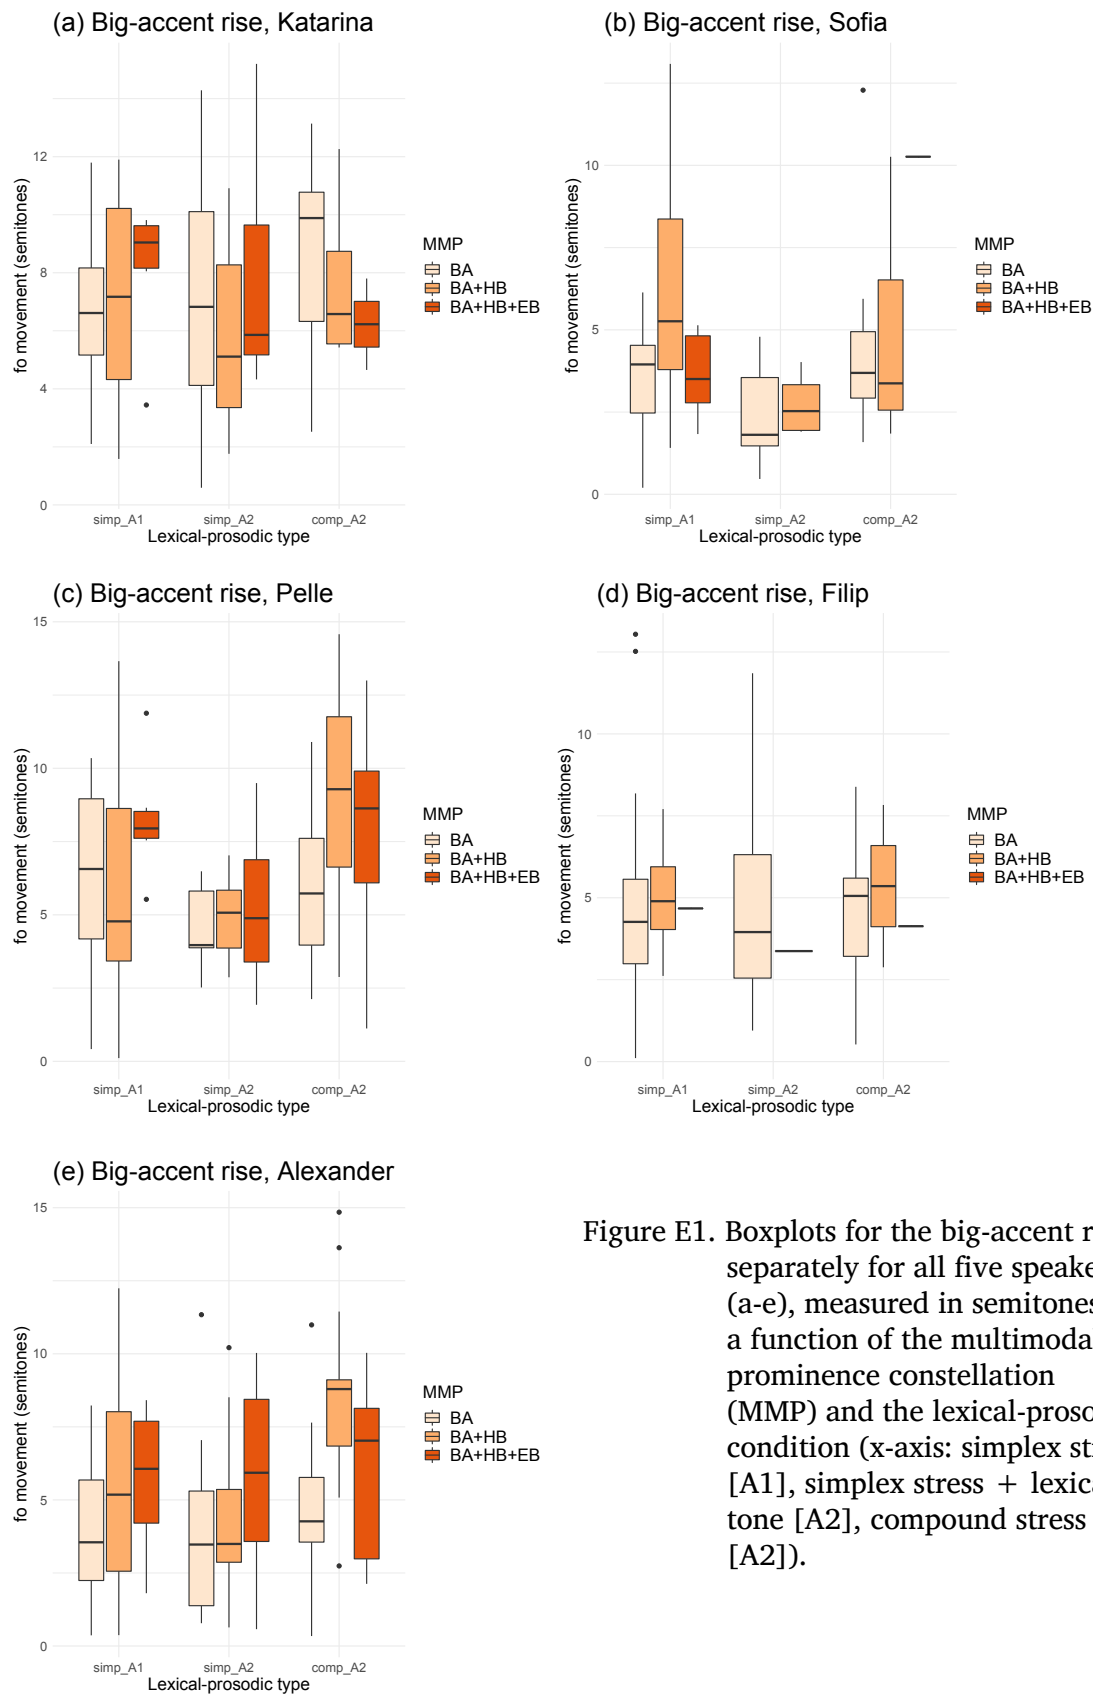 (a) Big-accent rise, Katarina
fo movement (semitones)
12
8
4
0
simp_A1 simp_A2 comp_A2
Lexical-prosodic type
MMP
BA
BA+HB
BA+HB+EB
(b) Big-accent rise, Sofia
fo movement (semitones)
10
5
0
simp_A1 simp_A2 comp_A2
Lexical-prosodic type
MMP
BA
BA+HB
BA+HB+EB
(c) Big-accent rise, Pelle
fo movement (semitones)
15
10
5
0
simp_A1 simp_A2 comp_A2
Lexical-prosodic type
MMP
BA
BA+HB
BA+HB+EB
(d) Big-accent rise, Filip
fo movement (semitones)
10
5
0
simp_A1 simp_A2 comp_A2
Lexical-prosodic type
MMP
BA
BA+HB
BA+HB+EB
(e) Big-accent rise, Alexander
fo movement (semitones)
15
10
5
0
simp_A1 simp_A2 comp_A2
Lexical-prosodic type
MMP
BA
BA+HB
BA+HB+EB
Figure E1. Boxplots for the big-accent
separately for all five
(a-e), measured in semitones
a function of the
prominence constellation
(MMP) and the
condition (x-axis: simplex
[A1], simplex stress +
tone [A2], compound stress
[A2]).